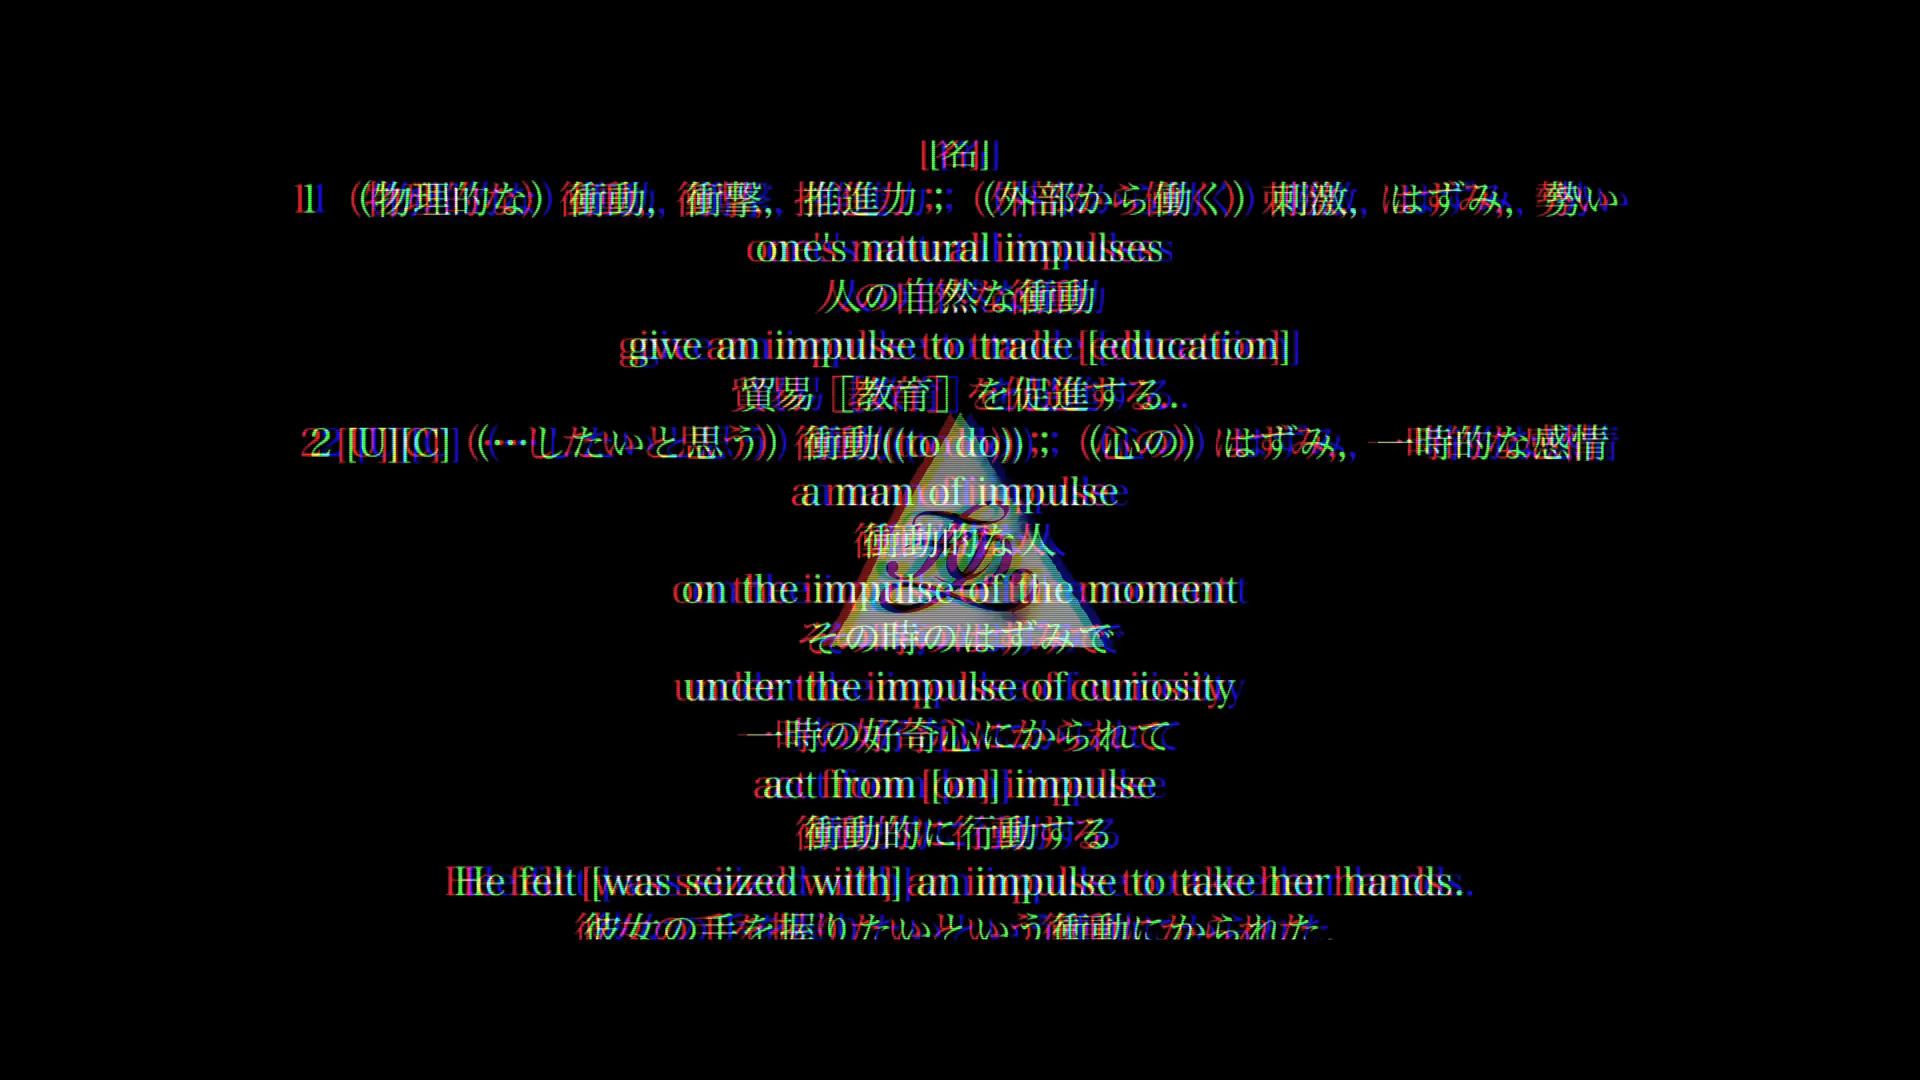 [名]
1 （（物理的な）） 衝動, 衝撃, 推進力; （（外部から働く）） 刺激, はずみ, 勢い
one's natural impulses
人の自然な衝動
give an impulse to trade [education]
貿易［教育］を促進する.
2 [U][C] （（…したいと思う）） 衝動((to do)); （（心の）） はずみ, 一時的な感情
a man of impulse
衝動的な人
on the impulse of the moment
その時のはずみで
under the impulse of curiosity
一時の好奇心にかられて
act from [on] impulse
衝動的に行動する
He felt [was seized with] an impulse to take her hands.
彼女の手を握りたいという衝動にかられた.